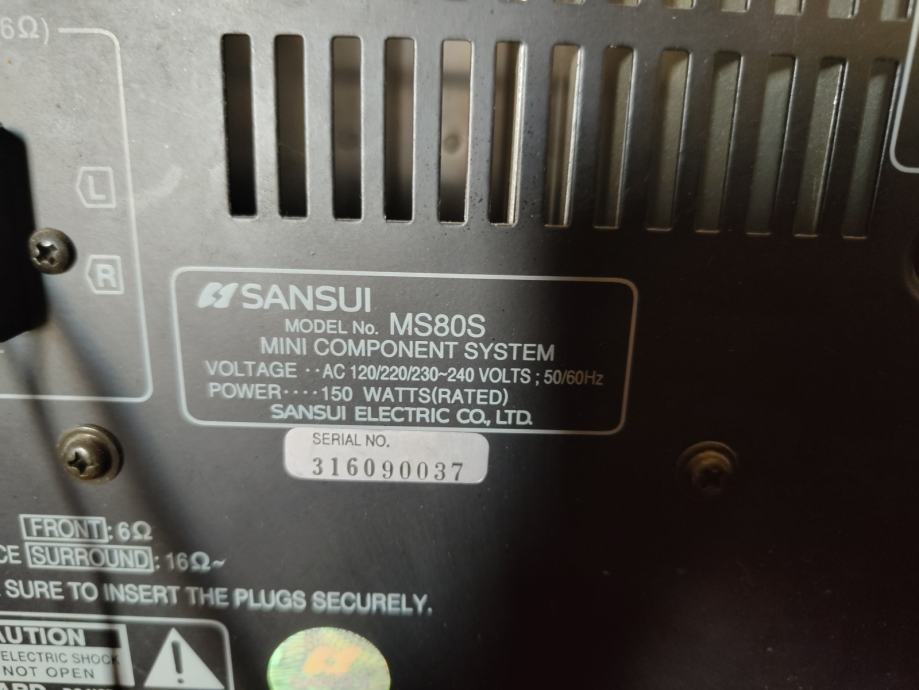 6Ω)
L
R
SANSUI
MODEL No. MS80S
MINI COMPONENT SYSTEM
VOLTAGE ··AC 120/220/230~240 VOLTS ; 50/60Hz
POWER····150 WATTS(RATED)
SANSUI ELECTRIC CO., LTD.
SERIAL NO.
316090037
FRONT : 6Ω
CE SURROUND : 16Ω~
SURE TO INSERT THE PLUGS SECURELY.
AUTION
ELECTRIC SHOCK
NOT OPEN